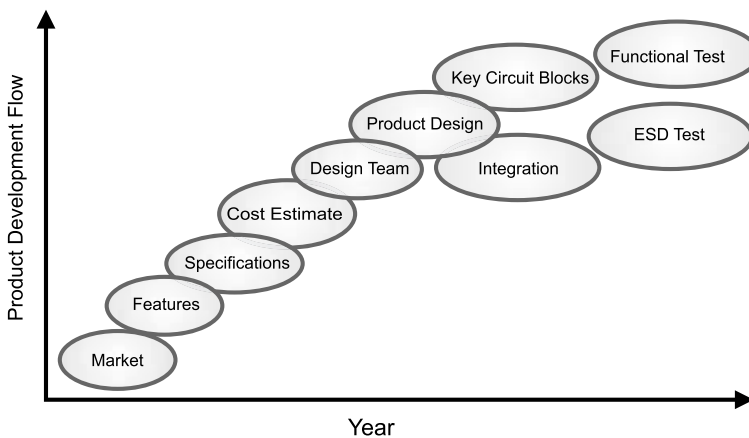 Functional Test
Key Circuit Blocks
Product Design
ESD Test
Design Team
Integration
Cost Estimate
Specifications
Features
Market
Product Development Flow
Year